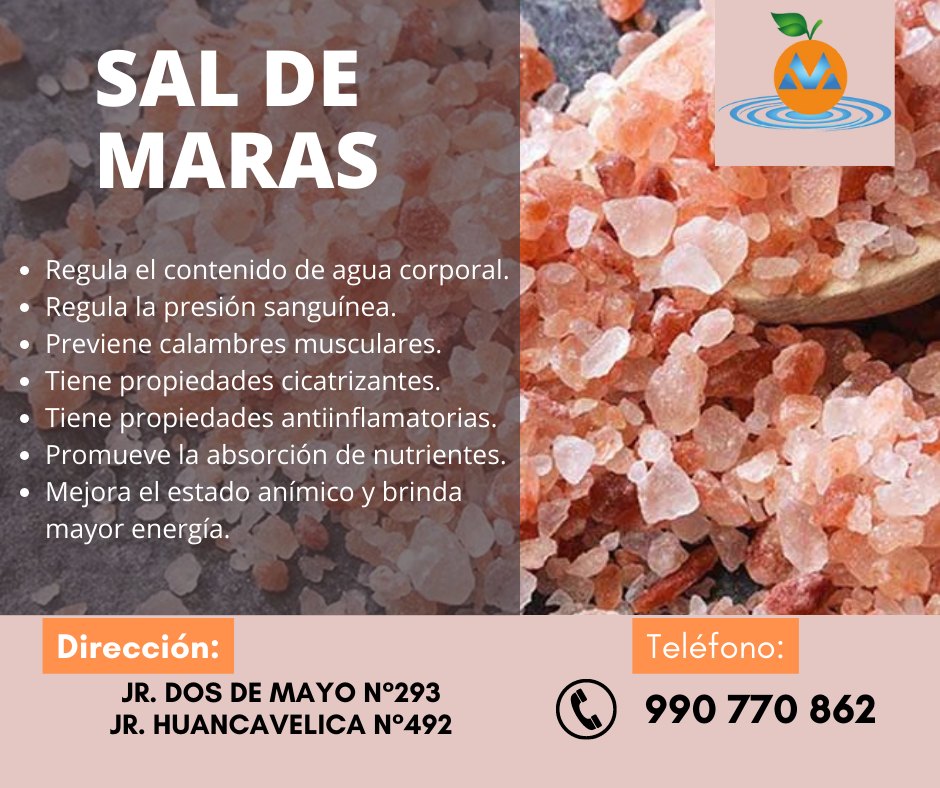 SAL DE
MARAS
• Regula el contenido de agua corporal.
• Regula la presión sanguínea.
• Previene calambres musculares.
• Tiene propiedades cicatrizantes.
• Tiene propiedades antiinflamatorias.
• Promueve la absorción de nutrientes.
• Mejora el estado anímico y brinda
mayor energía.
Dirección:
JR. DOS DE MAYO N°293
JR. HUANCAVELICA N°492
Teléfono:
990 770 862